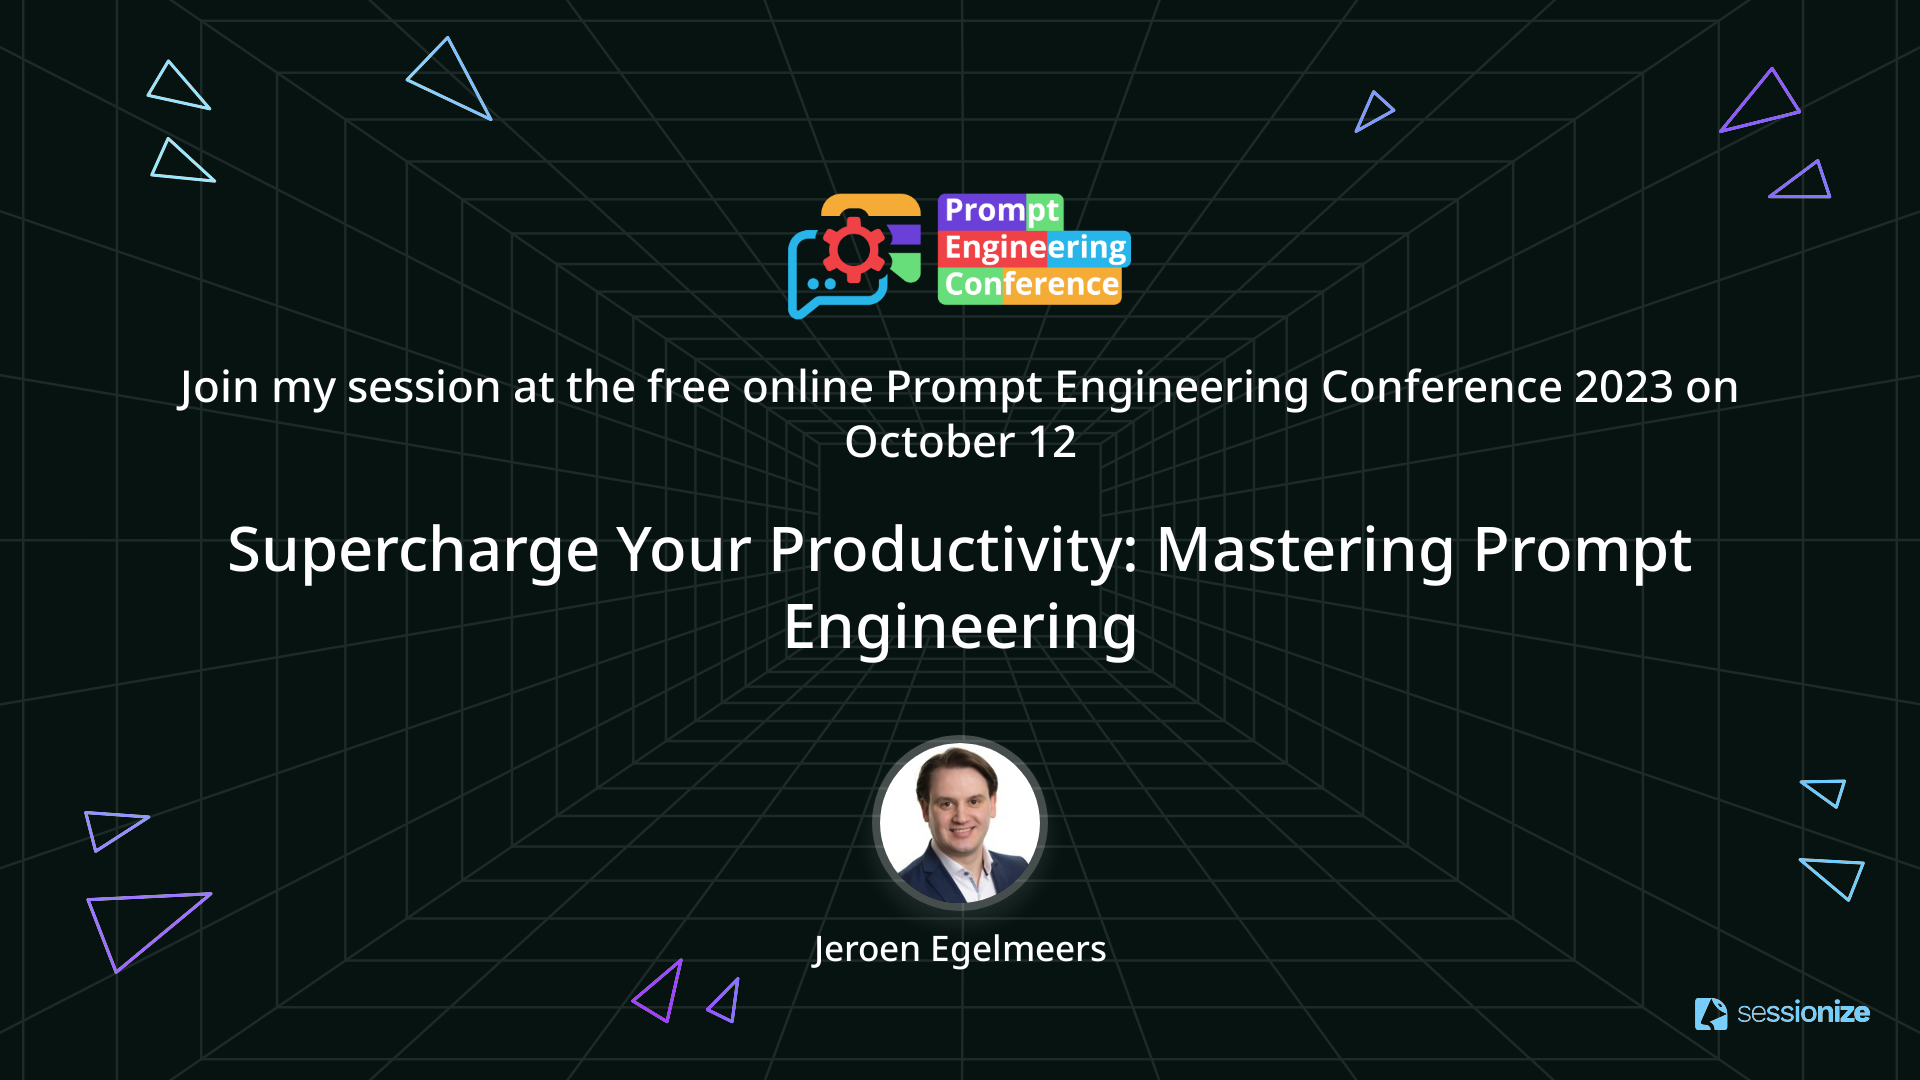 Prompt
Engineering
Conference
Join my session at the free online Prompt Engineering Conference 2023 on
October 12
Supercharge Your Productivity: Mastering Prompt
Engineering
Jeroen Egelmeers
sessionize